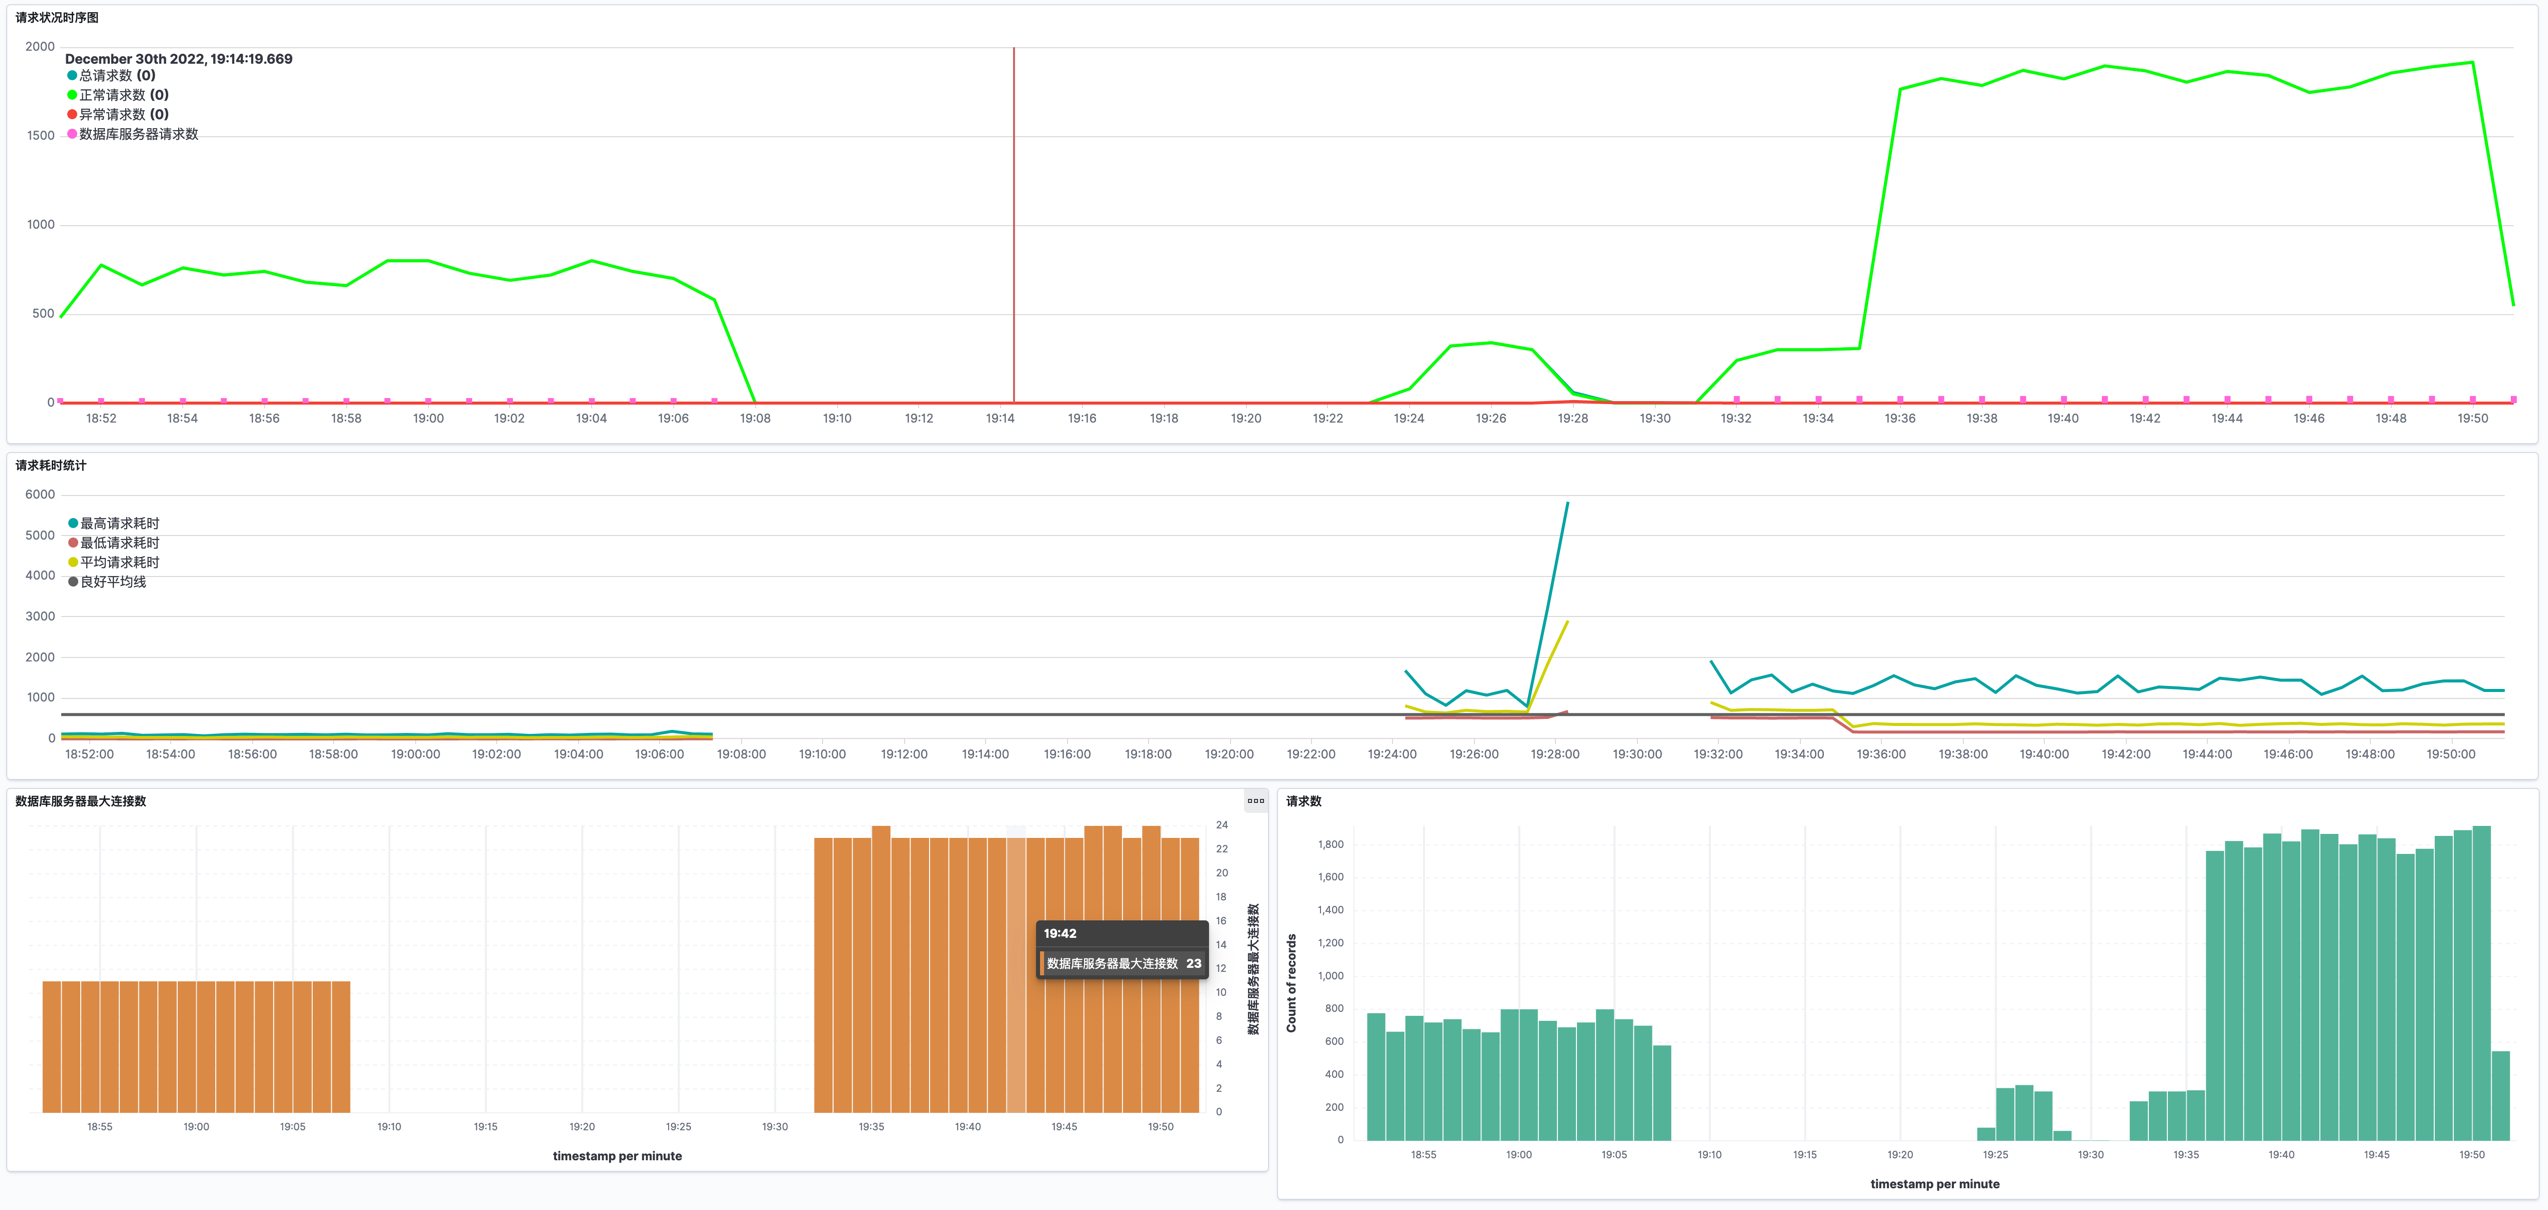 请求状况时序图
2000
December 30th 2022, 19:14:19.669
总请求数 (0)
正常请求数 (0)
异常请求数 (0)
数据库服务器请求数
1500
1000
500
0
18:52 18:54 18:56 18:58 19:00 19:02 19:04 19:06 19:08 19:10 19:12 19:14 19:16 19:18 19:20 19:22 19:24 19:26 19:28 19:30 19:32 19:34 19:36 19:38 19:40 19:42 19:44 19:46 19:48 19:50
请求耗时统计
6000
最高请求耗时
5000
最低请求耗时
平均请求耗时
4000
良好平均线
3000
2000
1000
0
18:52:00 18:54:00 18:56:00 18:58:00 19:00:00 19:02:00 19:04:00 19:06:00 19:08:00 19:10:00 19:12:00 19:14:00 19:16:00 19:18:00 19:20:00 19:22:00 19:24:00 19:26:00 19:28:00 19:30:00 19:32:00 19:34:00 19:36:00 19:38:00 19:40:00 19:42:00 19:44:00 19:46:00 19:48:00 19:50:00
数据库服务器最大连接数
24
22
20
18
16
14
12
10
8
6
4
2
0
数据库服务器最大连接数
19:42
数据库服务器最大连接数 23
18:55 19:00 19:05 19:10 19:15 19:20 19:25 19:30 19:35 19:40 19:45 19:50
timestamp per minute
请求数
1,800
1,600
1,400
1,200
1,000
800
600
400
200
0
Count of records
18:55 19:00 19:05 19:10 19:15 19:20 19:25 19:30 19:35 19:40 19:45 19:50
timestamp per minute